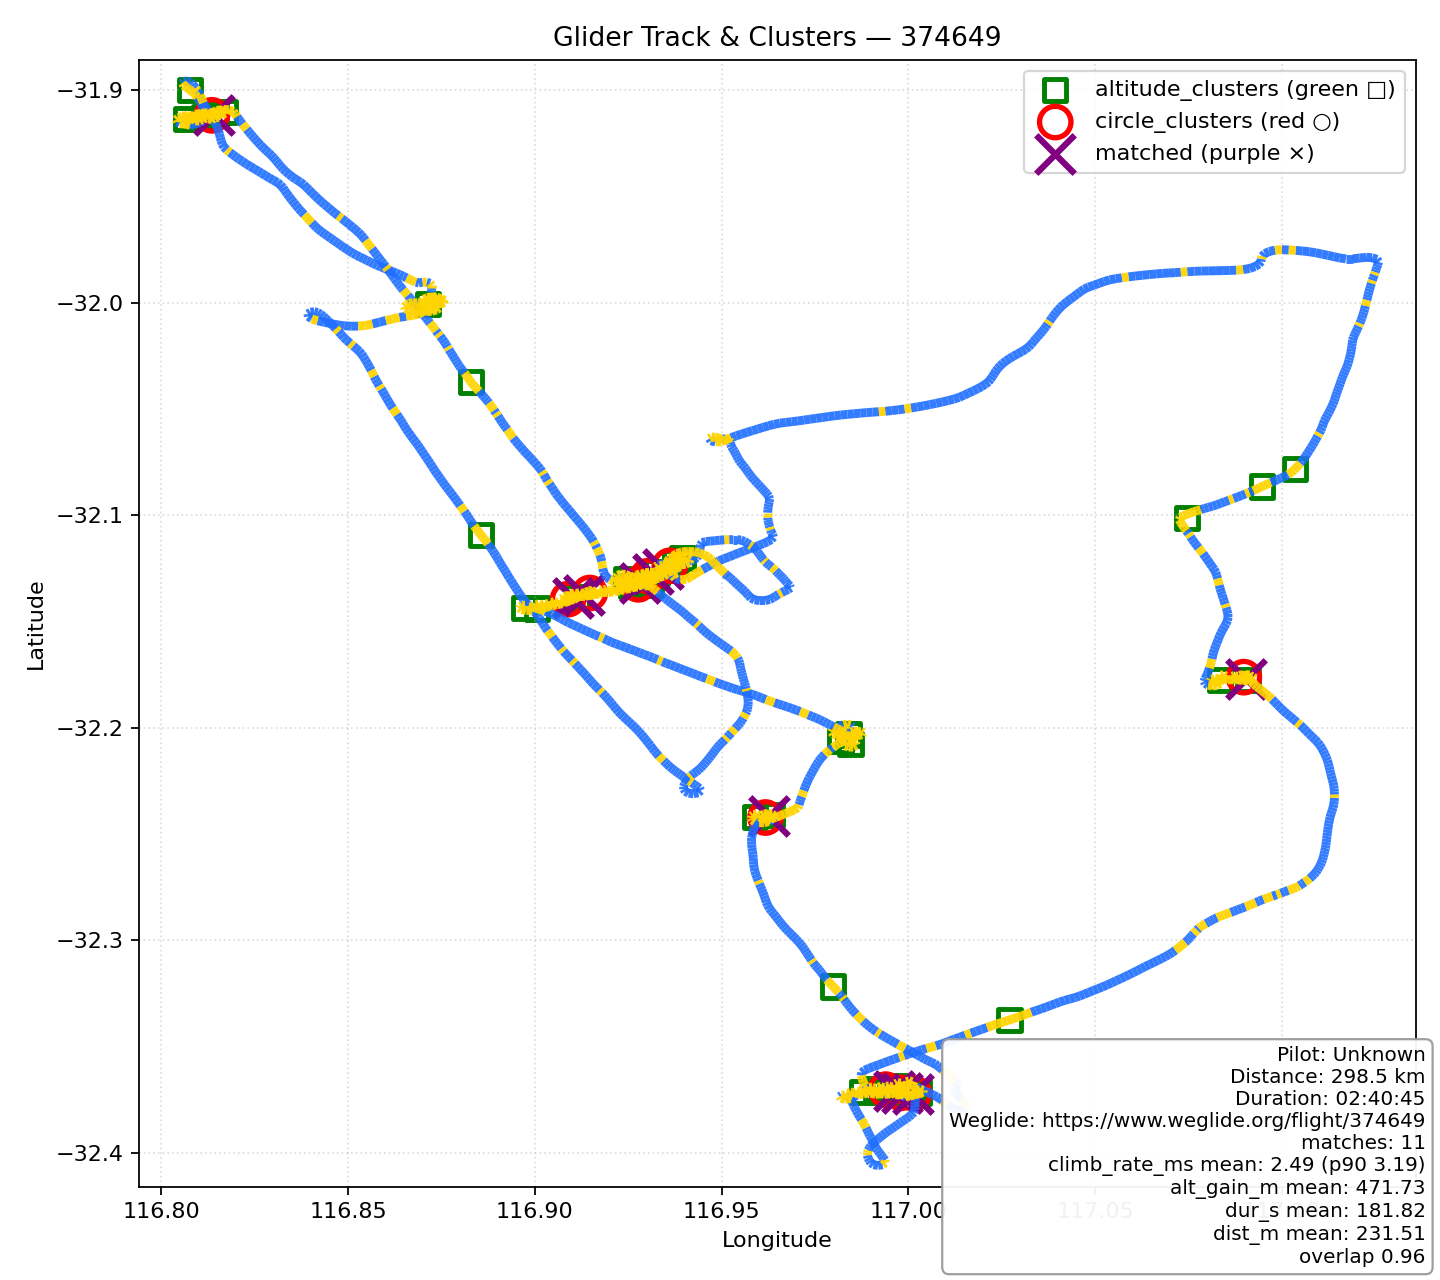 Glider Track & Clusters — 374649
altitude_clusters (green □)
circle_clusters (red ○)
matched (purple ×)
−31.9
−32.0
−32.1
−32.2
−32.3
−32.4
Latitude
116.80
116.85
116.90
116.95
117.00
117.05
Longitude
Pilot: Unknown
Distance: 298.5 km
Duration: 02:40:45
Weglide: https://www.weglide.org/flight/374649
matches: 11
climb_rate_ms mean: 2.49 (p90 3.19)
alt_gain_m mean: 471.73
dur_s mean: 181.82
dist_m mean: 231.51
overlap 0.96